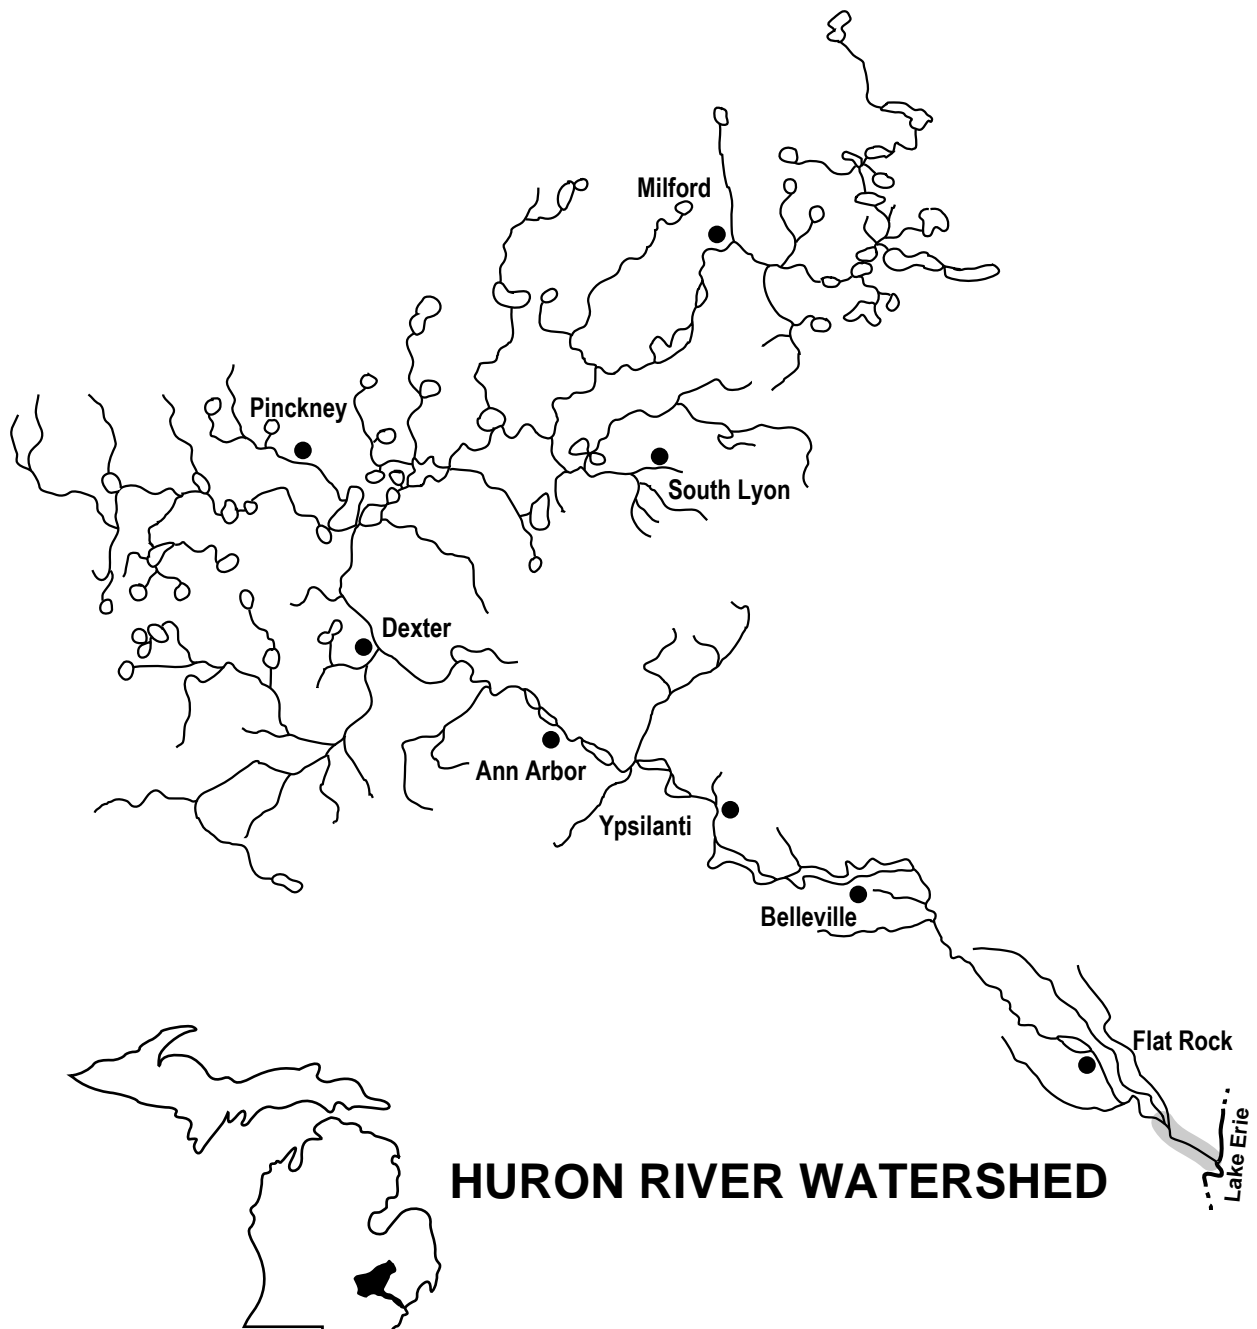 Milford
Pinckney
South Lyon
Dexter
Ann Arbor
Ypsilanti
Belleville
Flat Rock
Lake Erie
HURON RIVER WATERSHED